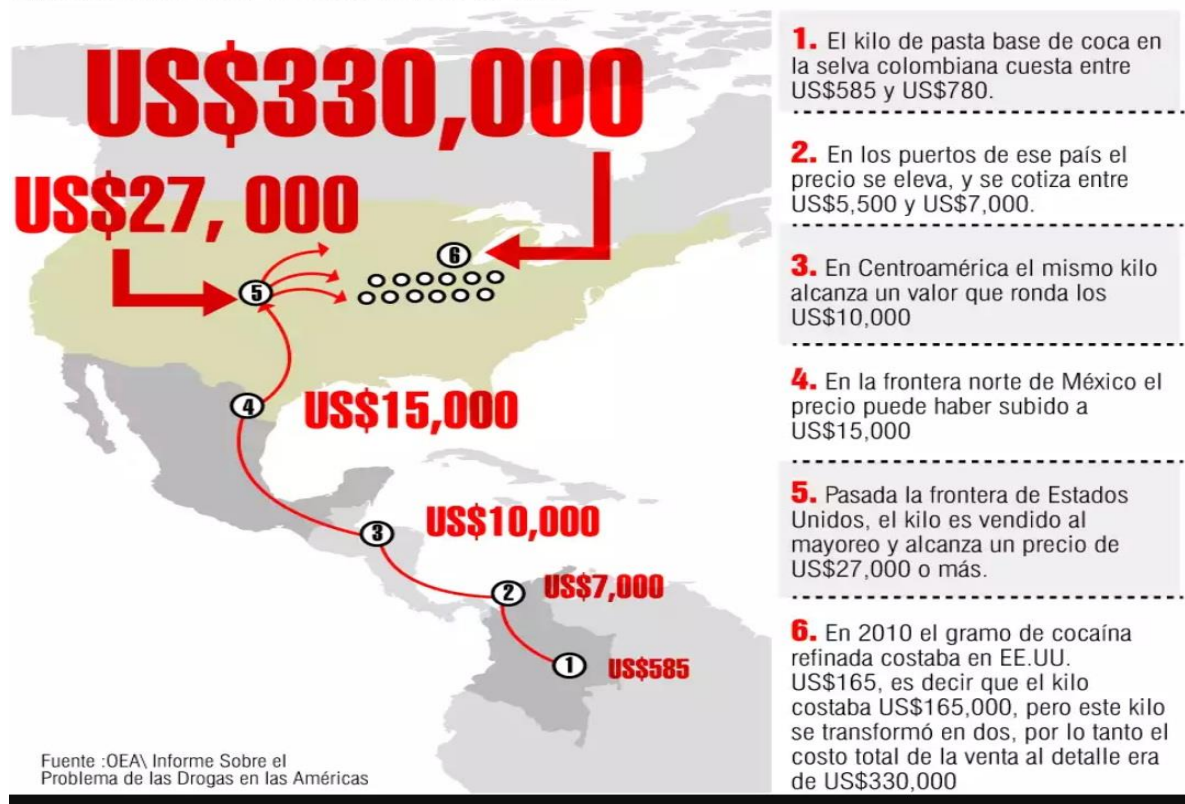 US$330,000
US$27, 000
6
5
4
US$15,000
3
US$10,000
2
US$7,000
1
US$585
Fuente :OEA\ Informe Sobre el
Problema de las Drogas en las Américas
1. El kilo de pasta base de coca en
la selva colombiana cuesta entre
US$585 y US$780.
2. En los puertos de ese país el
precio se eleva, y se cotiza entre
US$5,500 y US$7,000.
3. En Centroamérica el mismo kilo
alcanza un valor que ronda los
US$10,000
4. En la frontera norte de México el
precio puede haber subido a
US$15,000
5. Pasada la frontera de Estados
Unidos, el kilo es vendido al
mayoreo y alcanza un precio de
US$27,000 o más.
6. En 2010 el gramo de cocaína
refinada costaba en EE.UU.
US$165, es decir que el kilo
costaba US$165,000, pero este kilo
se transformó en dos, por lo tanto el
costo total de la venta al detalle era
de US$330,000